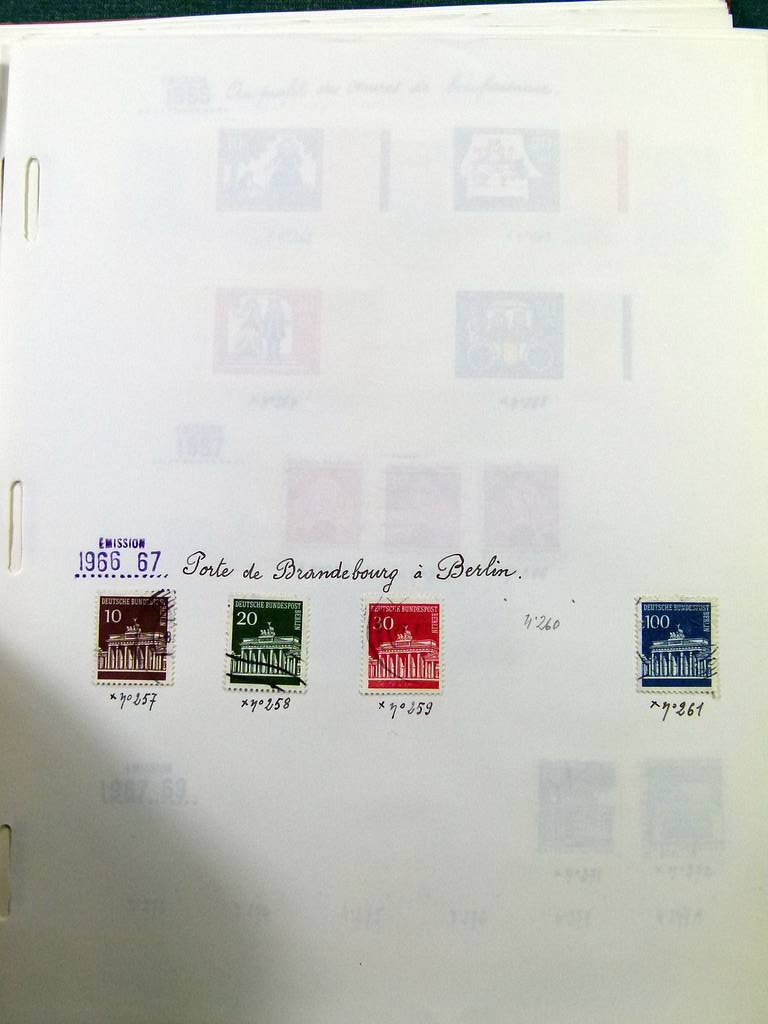 ÉMISSION
1966 67 Porte de Brandebourg à Berlin.
DEUTSCHE BUNDESPOST BERLIN
10
DEUTSCHE BUNDESPOST BERLIN
20
DEUTSCHE BUNDESPOST BERLIN
30
n°260
DEUTSCHE BUNDESPOST BERLIN
100
x n°257
x n°258
x n°259
x n°261